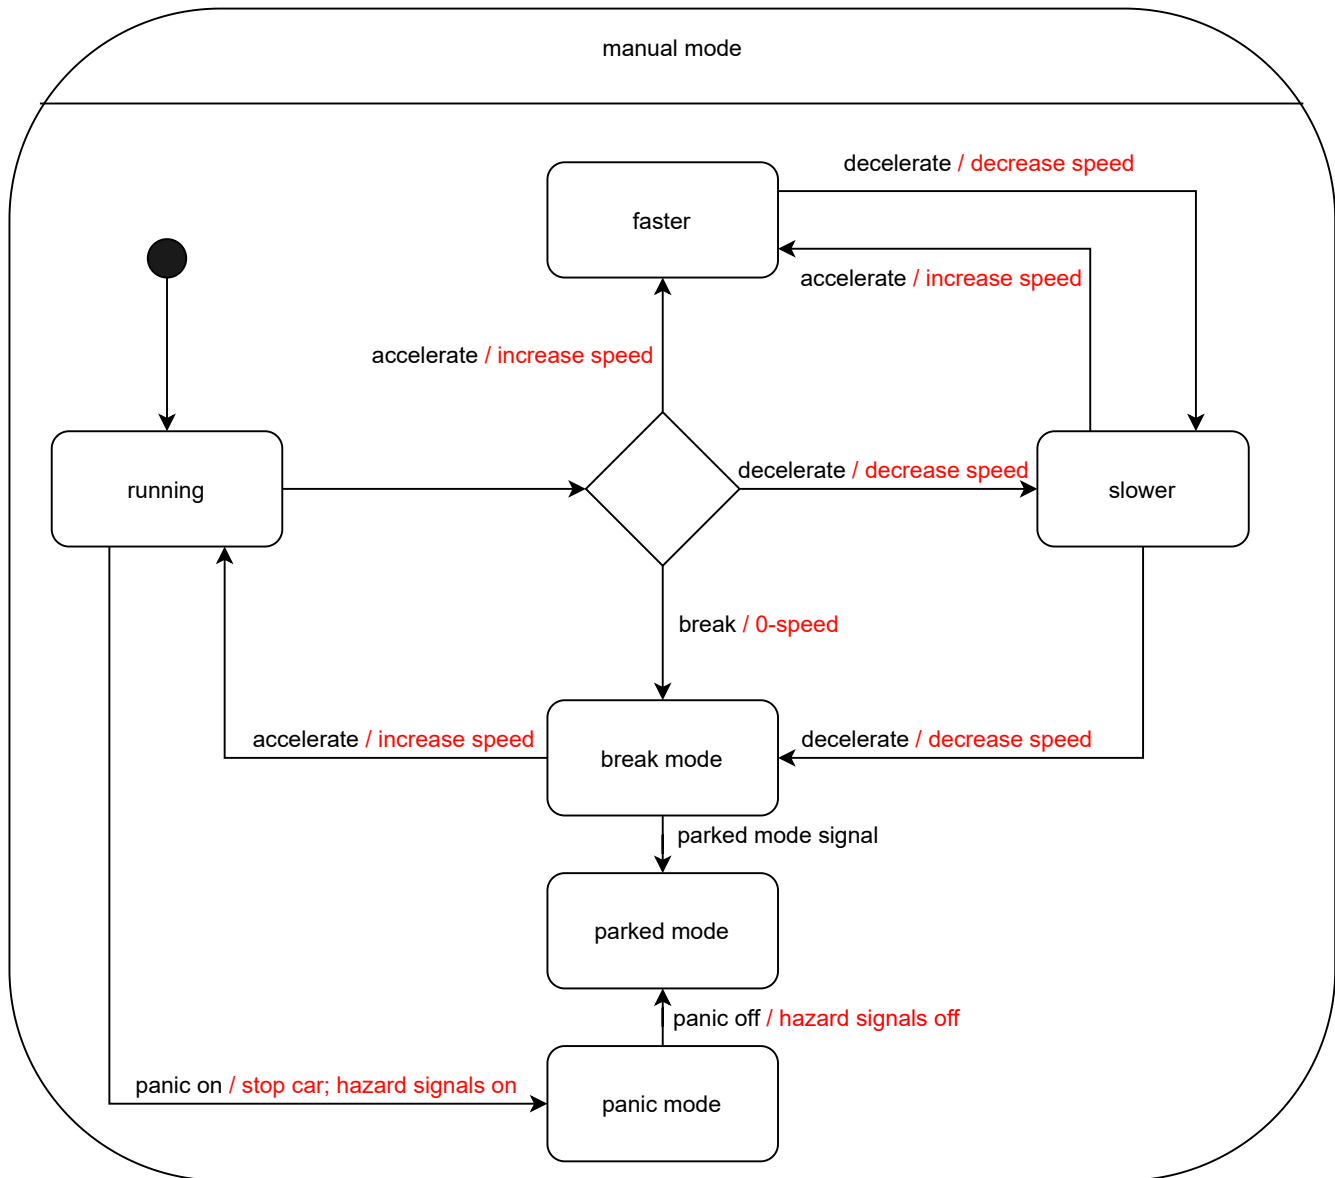 manual mode
decelerate / decrease speed
faster
accelerate / increase speed
accelerate / increase speed
decelerate / decrease speed
running
slower
break / 0-speed
accelerate / increase speed
decelerate / decrease speed
break mode
parked mode signal
parked mode
panic off / hazard signals off
panic on / stop car; hazard signals on
panic mode